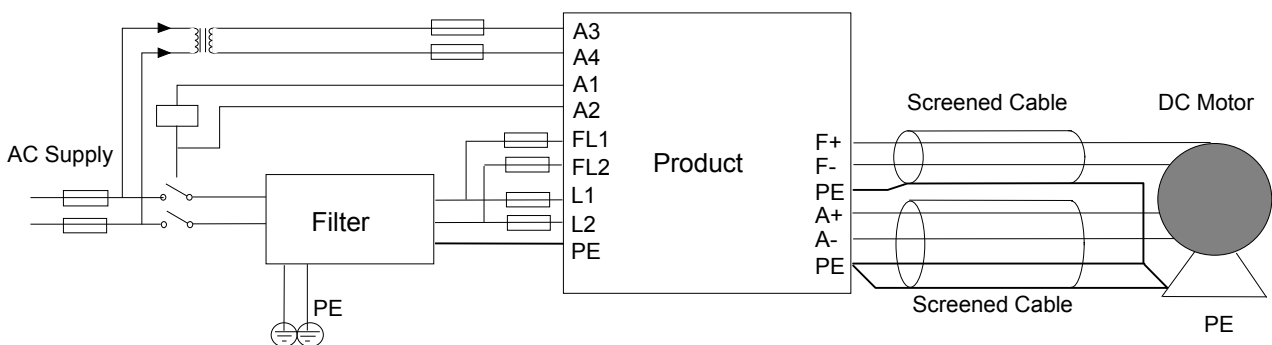 A3
A4
A1
A2
Screened Cable
DC Motor
AC Supply
FL1
FL2
L1
L2
PE
Product
F+
F-
PE
A+
A-
PE
Filter
PE
Screened Cable
PE